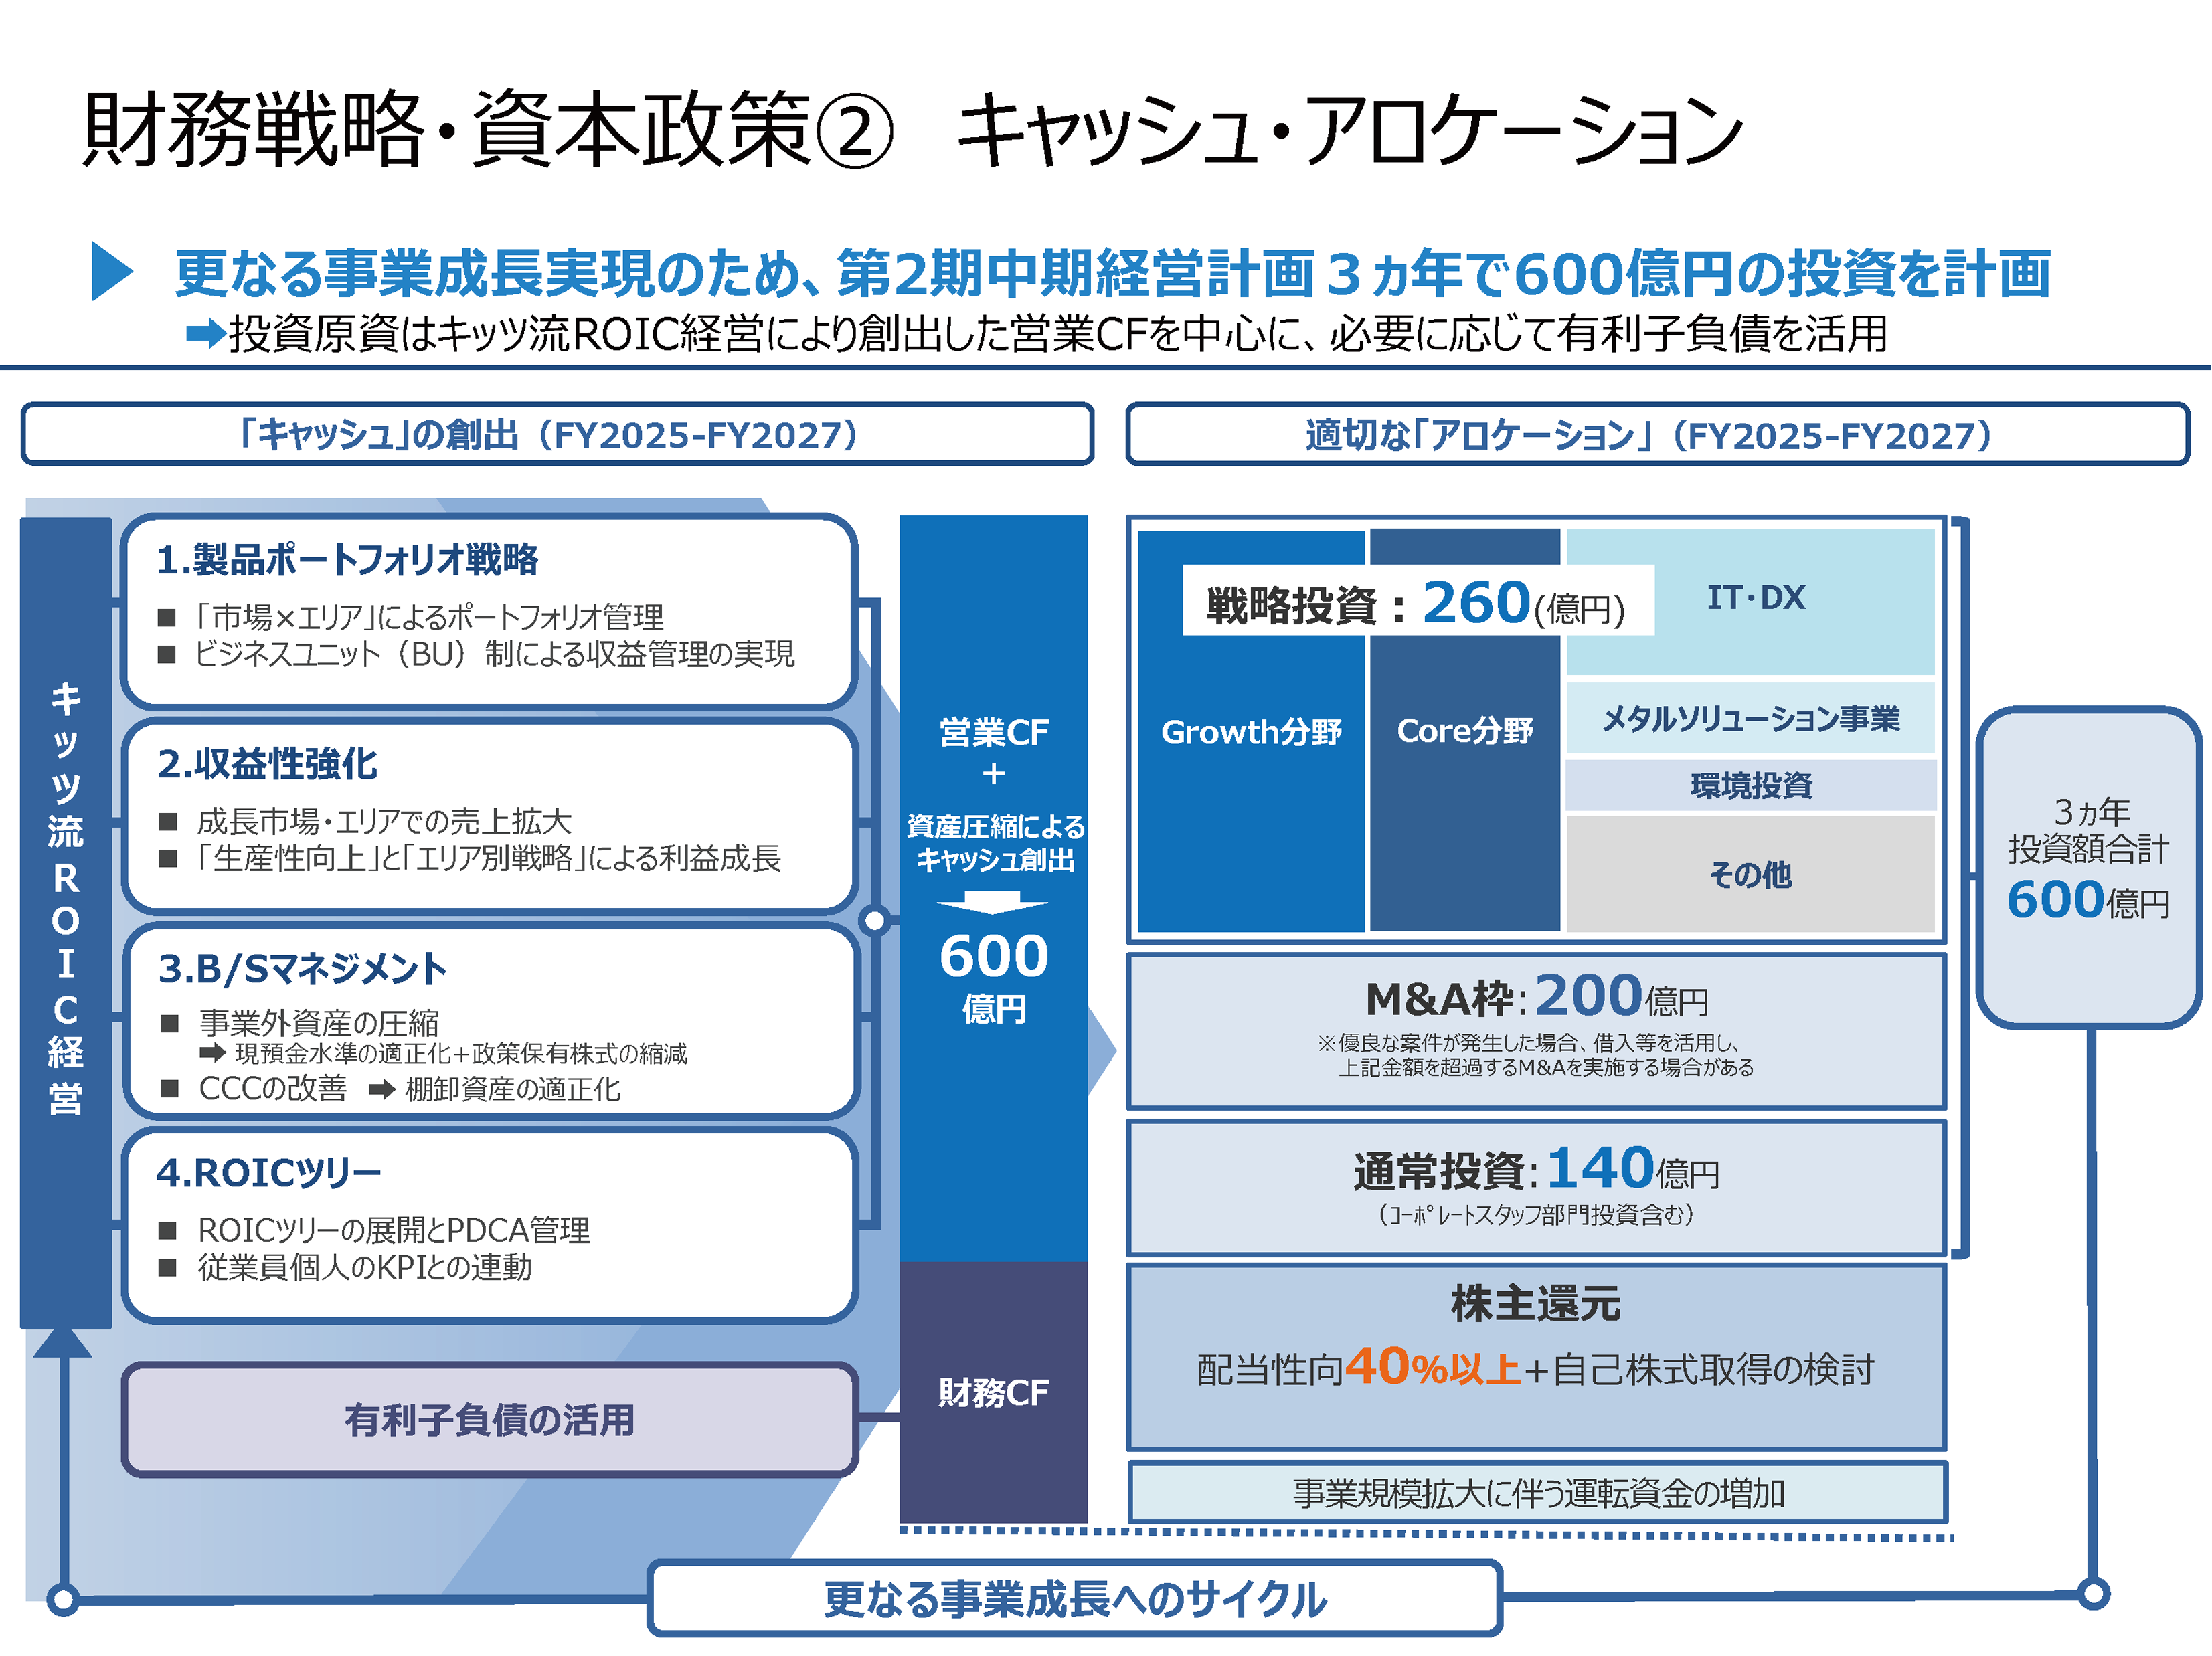 財務戦略・資本政策②　キャッシュ・アロケーション
更なる事業成長実現のため、第2期中期経営計画３ヵ年で600億円の投資を計画
➡投資原資はキッツ流ROIC経営により創出した営業CFを中心に、必要に応じて有利子負債を活用
「キャッシュ」の創出（FY2025-FY2027）
キッツ流ROIC経営
1.製品ポートフォリオ戦略
■ 「市場×エリア」によるポートフォリオ管理
■ ビジネスユニット（BU）制による収益管理の実現
2.収益性強化
■ 成長市場・エリアでの売上拡大
■ 「生産性向上」と「エリア別戦略」による利益成長
3.B/Sマネジメント
■ 事業外資産の圧縮
➡ 現預金水準の適正化＋政策保有株式の縮減
■ CCCの改善 ➡ 棚卸資産の適正化
4.ROICツリー
■ ROICツリーの展開とPDCA管理
■ 従業員個人のKPIとの連動
有利子負債の活用
営業CF
＋
資産圧縮による
キャッシュ創出
600
億円
財務CF
適切な「アロケーション」（FY2025-FY2027）
戦略投資：260(億円)
Growth分野
Core分野
IT・DX
メタルソリューション事業
環境投資
その他
M&A枠：200億円
※優良な案件が発生した場合、借入等を活用し、
上記金額を超過するM&Aを実施する場合がある
通常投資：140億円
（ｺｰﾎﾟﾚｰﾄスタッフ部門投資含む）
株主還元
配当性向40%以上＋自己株式取得の検討
事業規模拡大に伴う運転資金の増加
３ヵ年
投資額合計
600億円
更なる事業成長へのサイクル